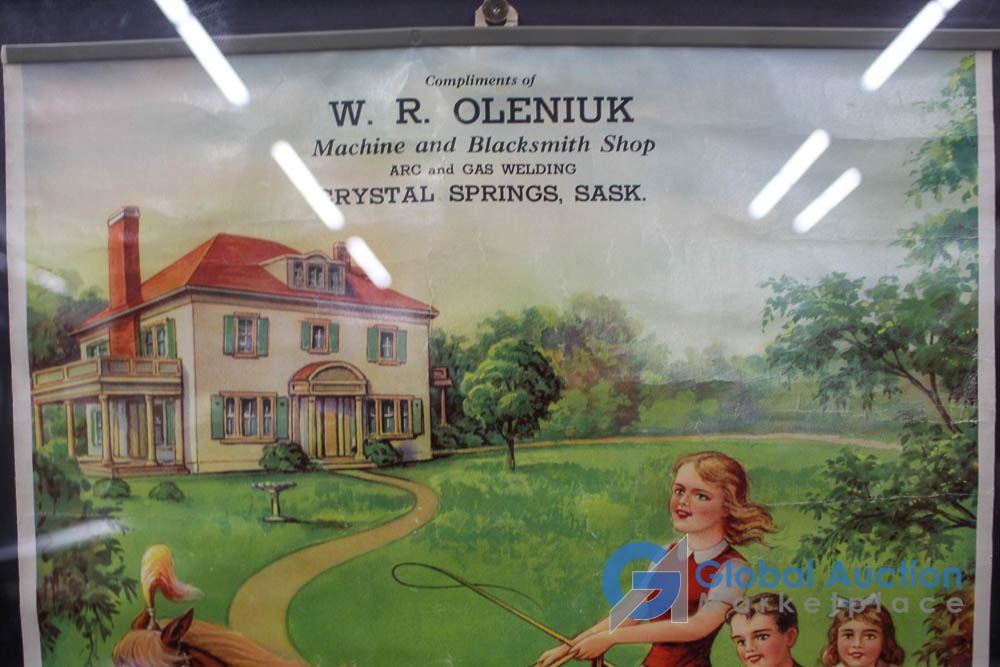 Compliments of
W. R. OLENIUK
Machine and Blacksmith Shop
ARC and GAS WELDING
CRYSTAL SPRINGS, SASK.
Global Auction
Marketplace